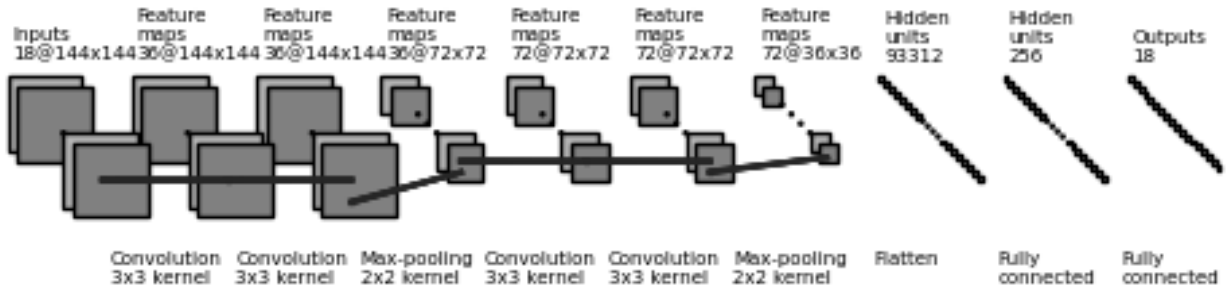 Inputs
18@144x144
Feature
maps
36@144x144
Feature
maps
36@144x144
Feature
maps
36@72x72
Feature
maps
72@72x72
Feature
maps
72@72x72
Feature
maps
72@36x36
Hidden
units
93312
Hidden
units
256
Outputs
18
Convolution
3x3 kernel
Convolution
3x3 kernel
Max-pooling
2x2 kernel
Convolution
3x3 kernel
Convolution
3x3 kernel
Max-pooling
2x2 kernel
Flatten
Fully
connected
Fully
connected